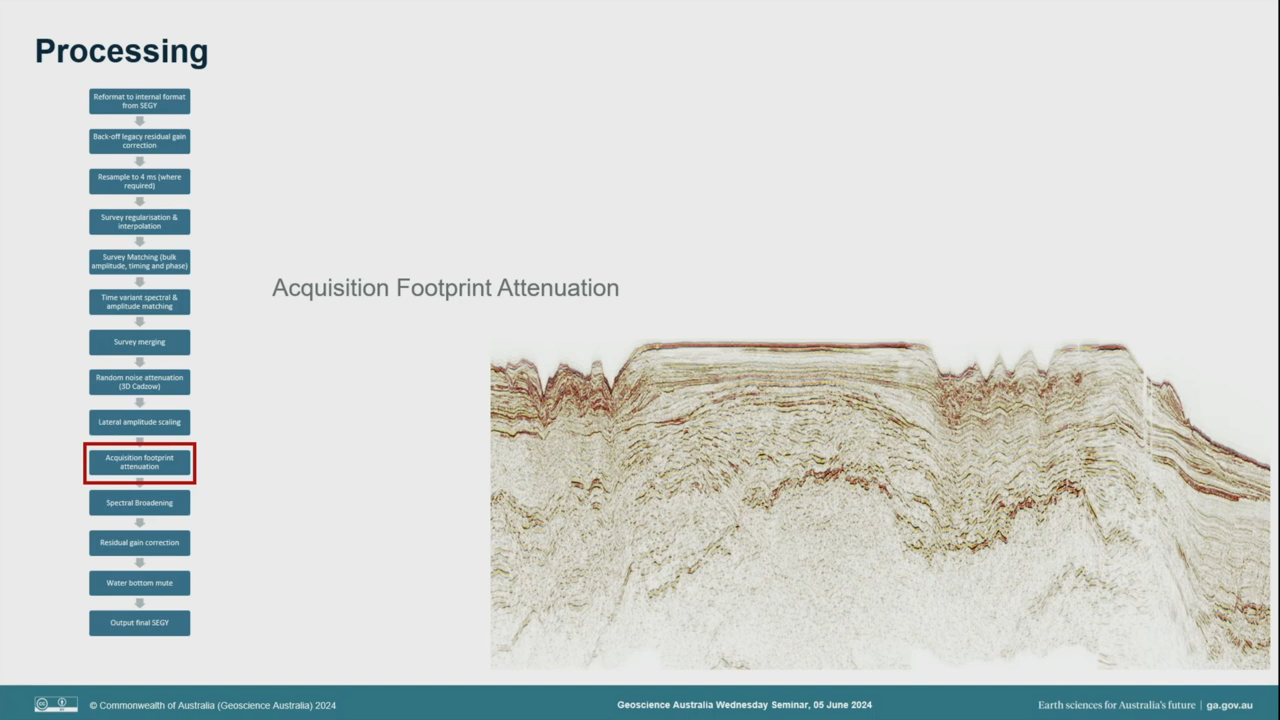 Processing
Reformat to internal format
from SEGY
Back-off legacy residual gain
correction
Resample to 4 ms (where
required)
Survey regularisation &
interpolation
Survey Matching (bulk
amplitude, timing and phase)
Time variant spectral &
amplitude matching
Survey merging
Random noise attenuation
(3D Cadzow)
Lateral amplitude scaling
Acquisition footprint
attenuation
Spectral Broadening
Residual gain correction
Water bottom mute
Output final SEGY
Acquisition Footprint Attenuation
© Commonwealth of Australia (Geoscience Australia) 2024
Geoscience Australia Wednesday Seminar, 05 June 2024
Earth sciences for Australia's future | ga.gov.au